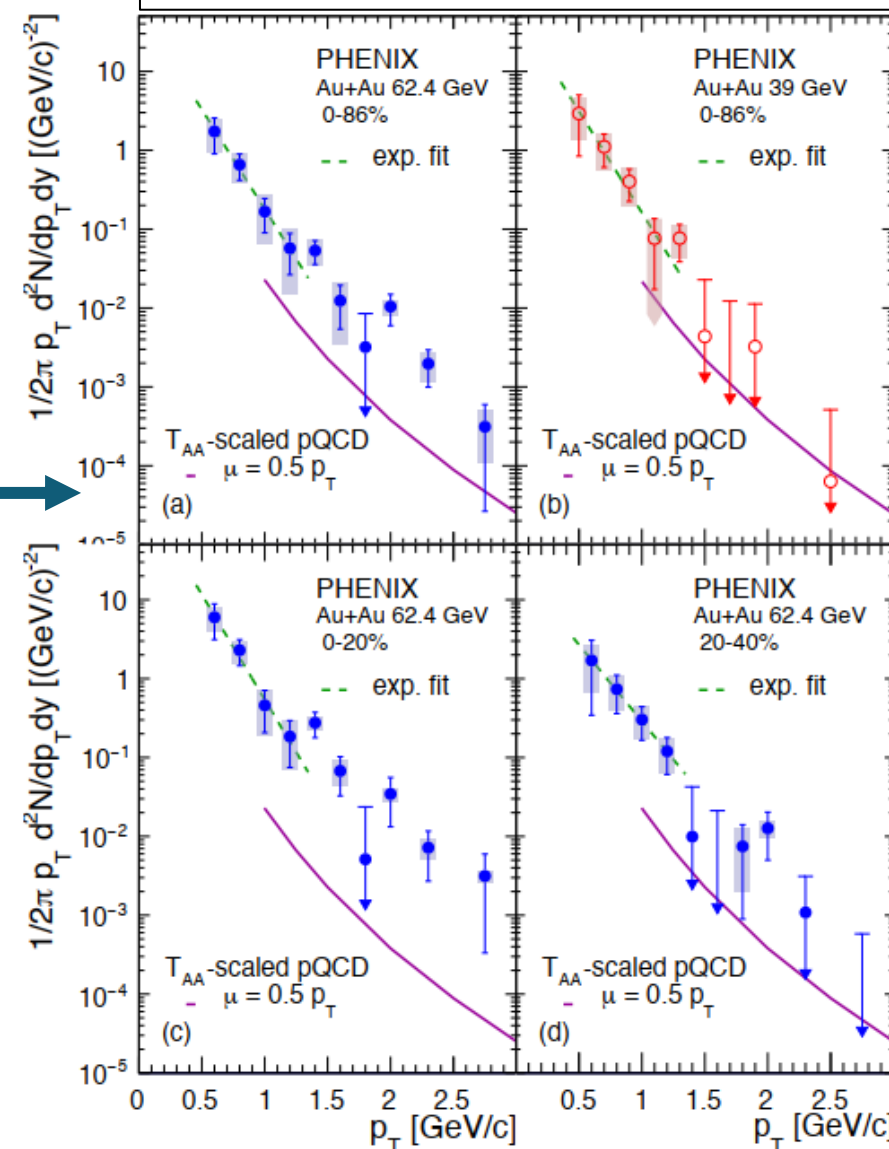 1/2π p_T d²N/dp_T dy [(GeV/c)⁻²]
10
1
10⁻¹
10⁻²
10⁻³
10⁻⁴
10⁻⁵
PHENIX
Au+Au 62.4 GeV
0-86%
exp. fit
T_AA-scaled pQCD
μ = 0.5 p_T
(a)
PHENIX
Au+Au 39 GeV
0-86%
exp. fit
T_AA-scaled pQCD
μ = 0.5 p_T
(b)
1/2π p_T d²N/dp_T dy [(GeV/c)⁻²]
10
1
10⁻¹
10⁻²
10⁻³
10⁻⁴
10⁻⁵
PHENIX
Au+Au 62.4 GeV
0-20%
exp. fit
T_AA-scaled pQCD
μ = 0.5 p_T
(c)
PHENIX
Au+Au 62.4 GeV
20-40%
exp. fit
T_AA-scaled pQCD
μ = 0.5 p_T
(d)
0 0.5 1 1.5 2 2.5
0.5 1 1.5 2 2.5
p_T [GeV/c]
p_T [GeV/c]